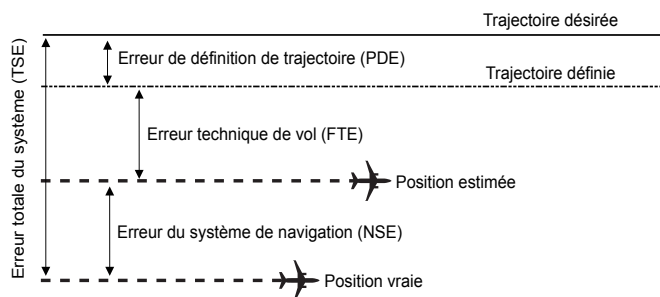 Trajectoire désirée
Erreur de définition de trajectoire (PDE)
Trajectoire définie
Erreur technique de vol (FTE)
Position estimée
Erreur du système de navigation (NSE)
Position vraie
Erreur totale du système (TSE)